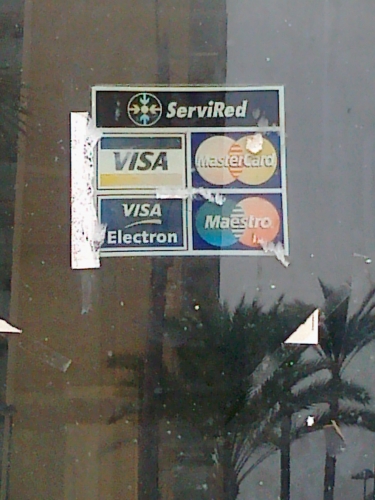 ServiRed
VISA
MasterCard
VISA
Electron
Maestro